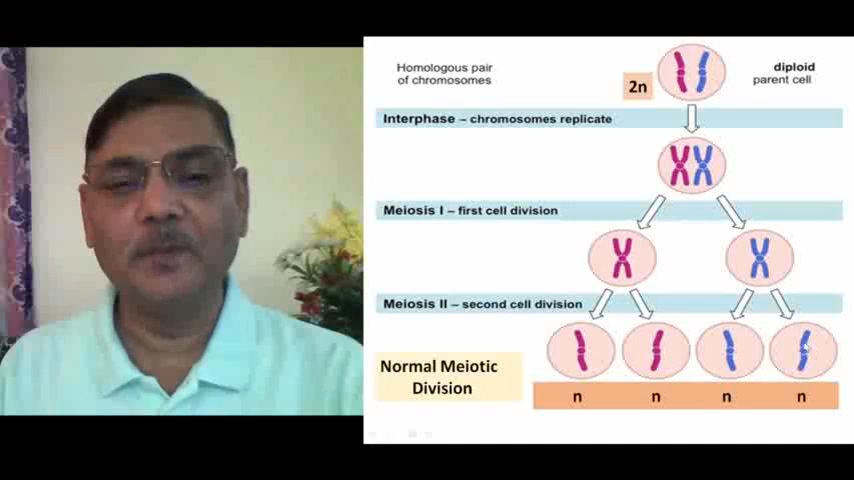 Homologous pair
of chromosomes
2n
diploid
parent cell
Interphase – chromosomes replicate
Meiosis I – first cell division
Meiosis II – second cell division
Normal Meiotic
Division
n n n n